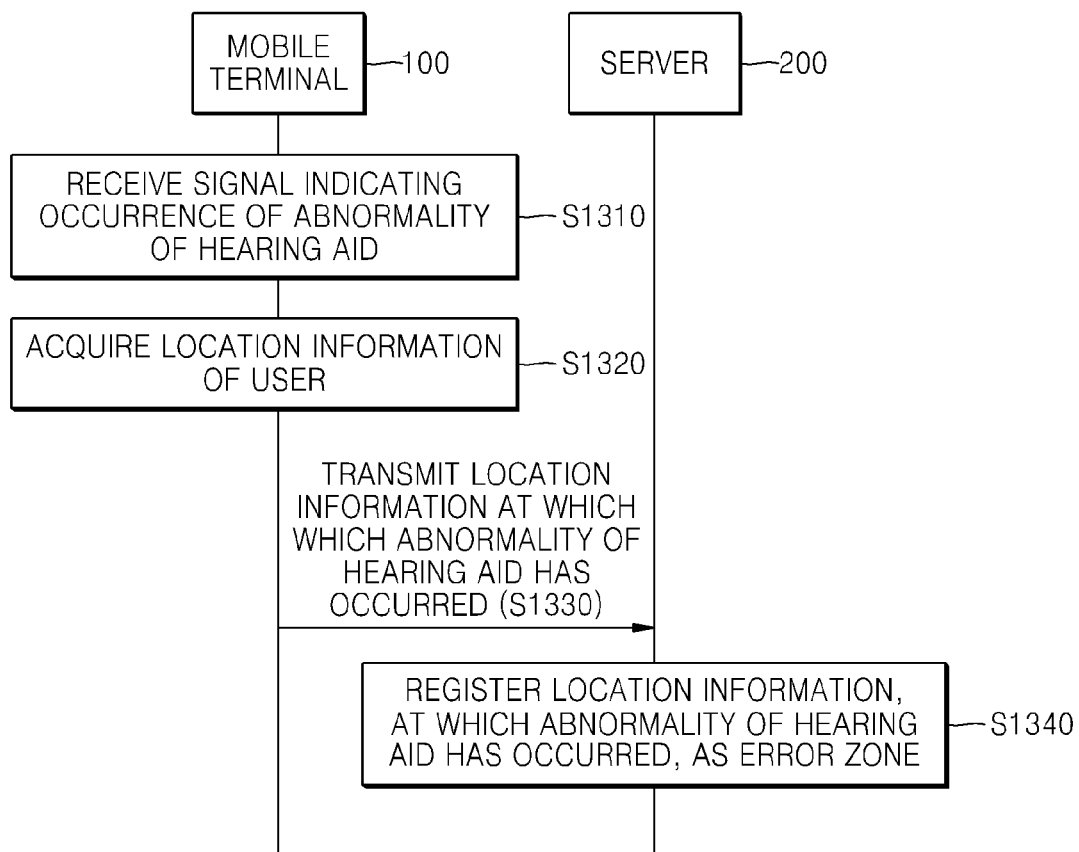 MOBILE
TERMINAL
100
SERVER
200
RECEIVE SIGNAL INDICATING
OCCURRENCE OF ABNORMALITY
OF HEARING AID
S1310
ACQUIRE LOCATION INFORMATION
OF USER
S1320
TRANSMIT LOCATION
INFORMATION AT WHICH
WHICH ABNORMALITY OF
HEARING AID HAS
OCCURRED (S1330)
REGISTER LOCATION INFORMATION,
AT WHICH ABNORMALITY OF HEARING
AID HAS OCCURRED, AS ERROR ZONE
S1340